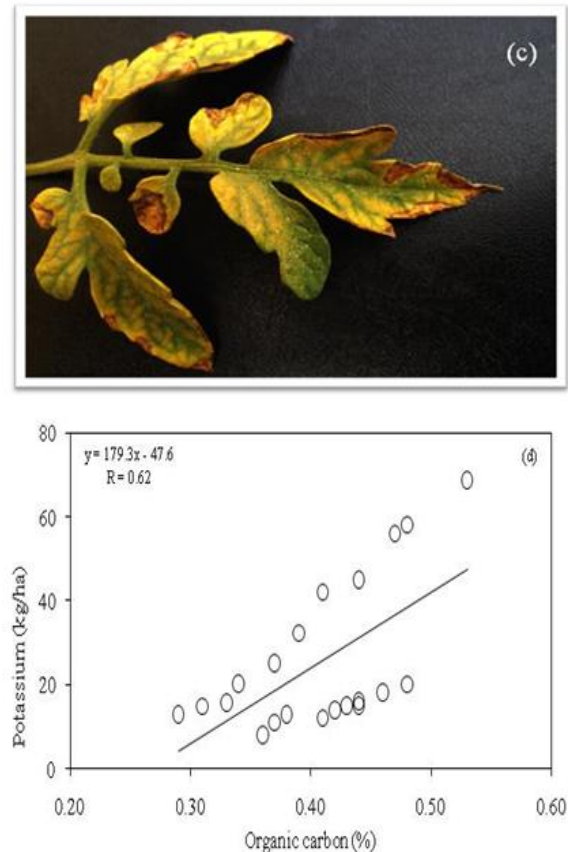 (c)
80
y = 179.3x - 47.6
(d)
R = 0.62
60
40
20
0
Potassium (kg/ha)
0.20 0.30 0.40 0.50 0.60
Organic carbon (%)